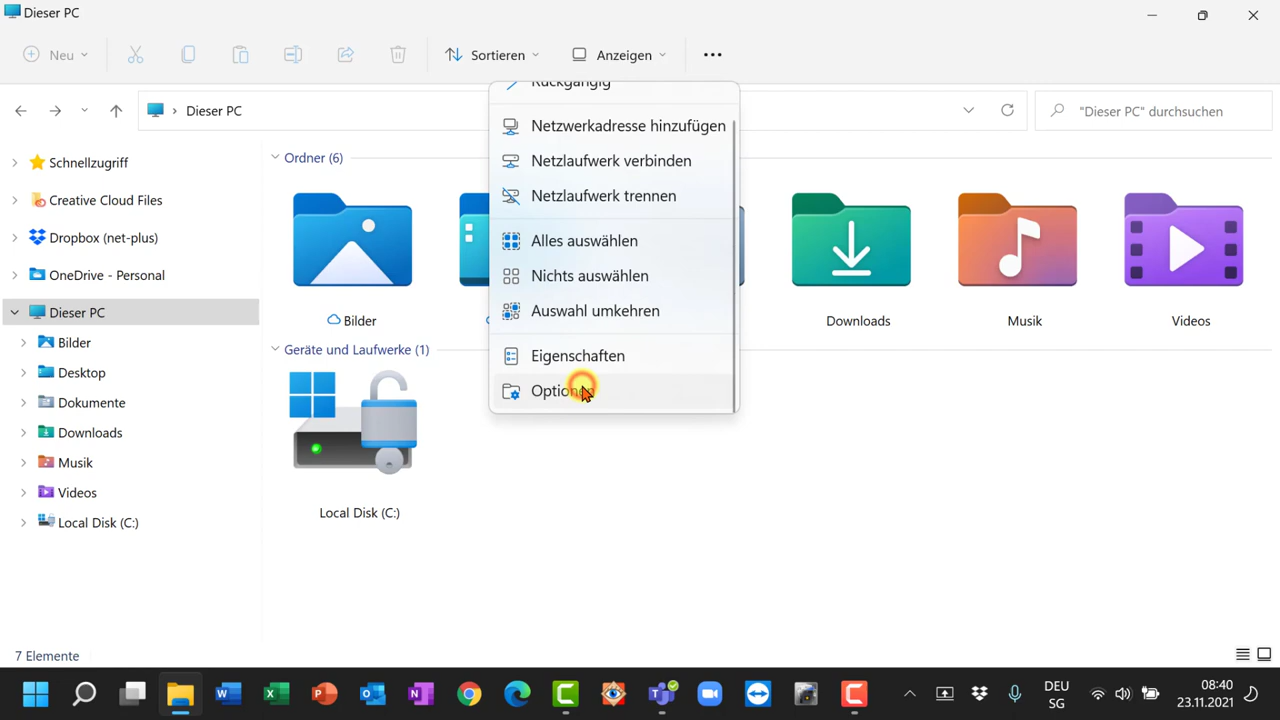 Dieser PC
Neu
Sortieren
Anzeigen
Dieser PC
"Dieser PC" durchsuchen
Rückgängig
Netzwerkadresse hinzufügen
Netzlaufwerk verbinden
Netzlaufwerk trennen
Alles auswählen
Nichts auswählen
Auswahl umkehren
Eigenschaften
Optionen
Schnellzugriff
Creative Cloud Files
Dropbox (net-plus)
OneDrive - Personal
Dieser PC
Bilder
Desktop
Dokumente
Downloads
Musik
Videos
Local Disk (C:)
Ordner (6)
Bilder
Downloads
Musik
Videos
Geräte und Laufwerke (1)
Local Disk (C:)
7 Elemente
DEU
SG
08:40
23.11.2021